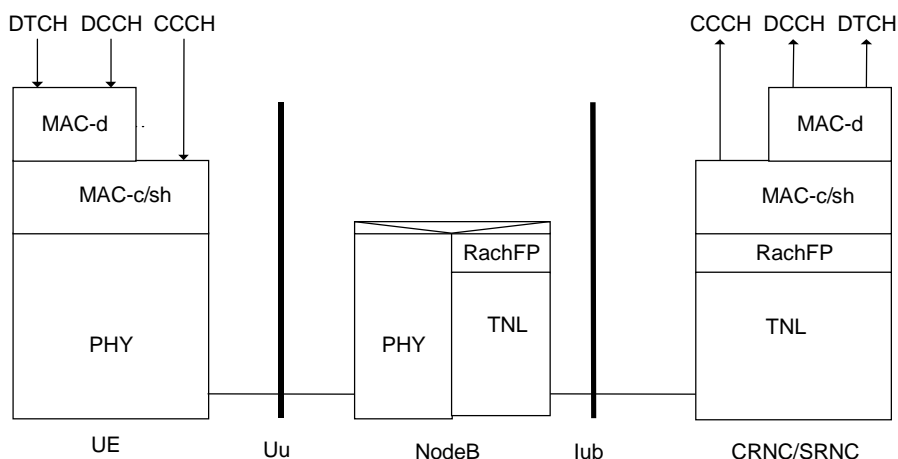 DTCH DCCH CCCH
CCCH DCCH DTCH
MAC-d
MAC-d
MAC-c/sh
MAC-c/sh
RachFP
RachFP
PHY
PHY
TNL
TNL
UE
Uu
NodeB
Iub
CRNC/SRNC